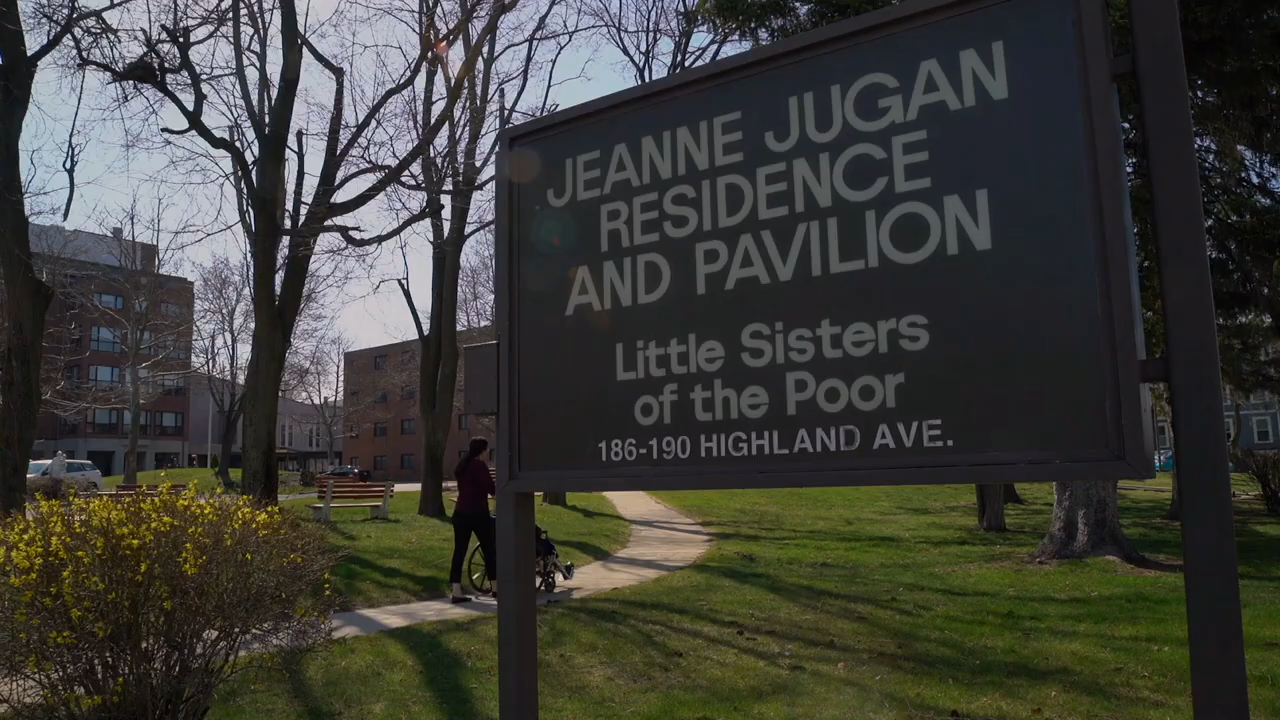 JEANNE JUGAN
RESIDENCE
AND PAVILION
Little Sisters
of the Poor
186-190 HIGHLAND AVE.